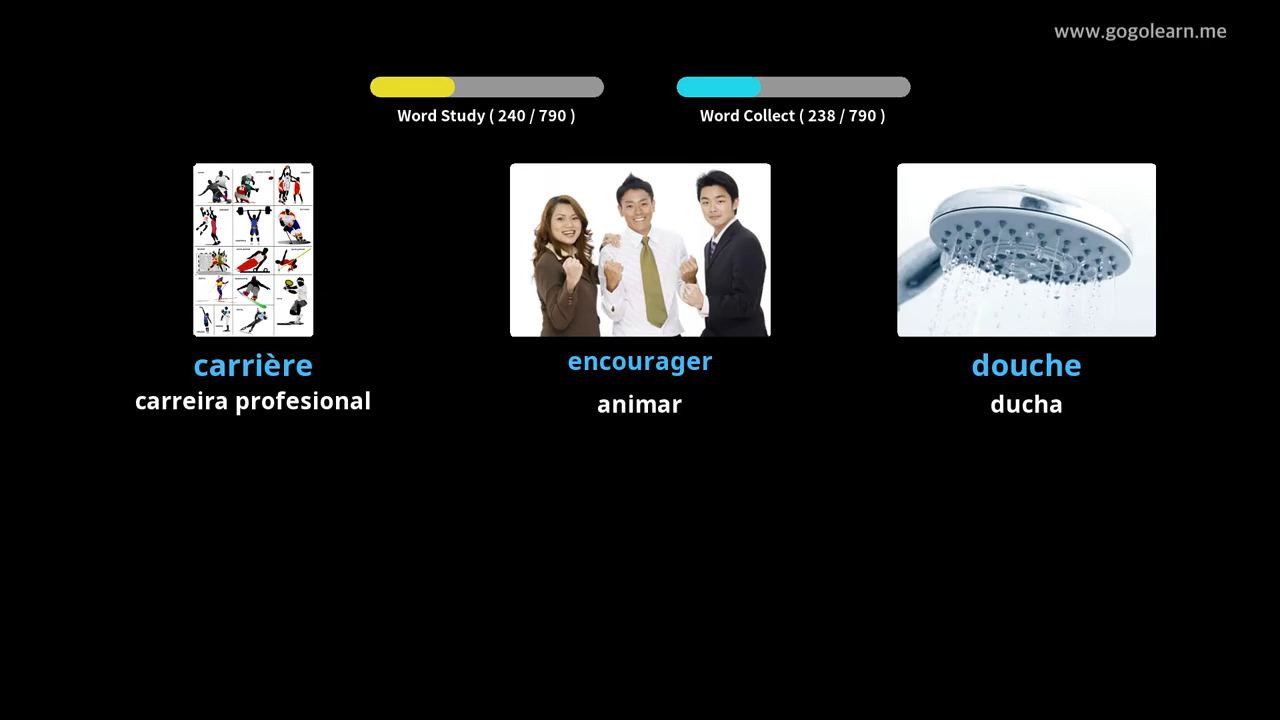 www.gogolearn.me
Word Study ( 240 / 790 )
Word Collect ( 238 / 790 )
carrière
encourager
douche
carreira profesional
animar
ducha